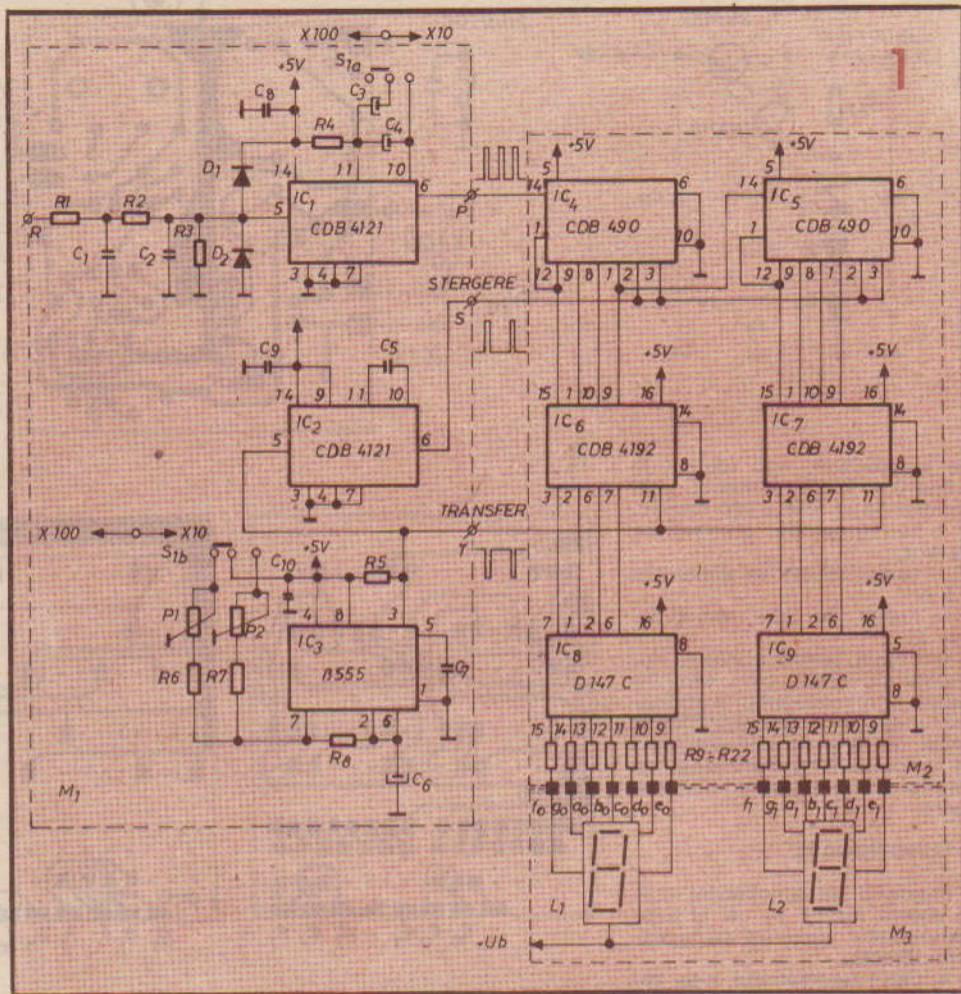 1
X100 X10
S1a
+5V
C8
C3
R4
C4
D1
14 11 10
R1 R2 R3
C1 C2 D2
R
5
IC1
CDB 4121
6
3 4 7
P
+5V
5
14
IC4
CDB 490
6
1
10
12 9 8 1 2 3
+5V
5
14
IC5
CDB 490
6
1
10
12 9 8 1 2 3
STERGERE
S
C9 C5
14 9 11 10
5
IC2
CDB 4121
6
3 4 7
+5V
15 1 10 9 16
IC6
CDB 4192
14
8
3 2 6 7 11
+5V
15 1 10 9 16
IC7
CDB 4192
14
8
3 2 6 7 11
TRANSFER
T
X100 X10
S1b
C10
+5V
R5
P1 P2
4 8 3
R6 R7
IC3
β555
5
1
C7
7 2 6
R8
C6
M1
+5V
7 1 2 6 16
IC8
D147C
8
15 14 13 12 11 10 9
+5V
7 1 2 6 16
IC9
D147C
5
8
15 14 13 12 11 10 9
R9÷R22
M2
f0 g0 a0 b0 c0 d0 e0
f1 g1 a1 b1 c1 d1 e1
L1 L2
+Ub
M3